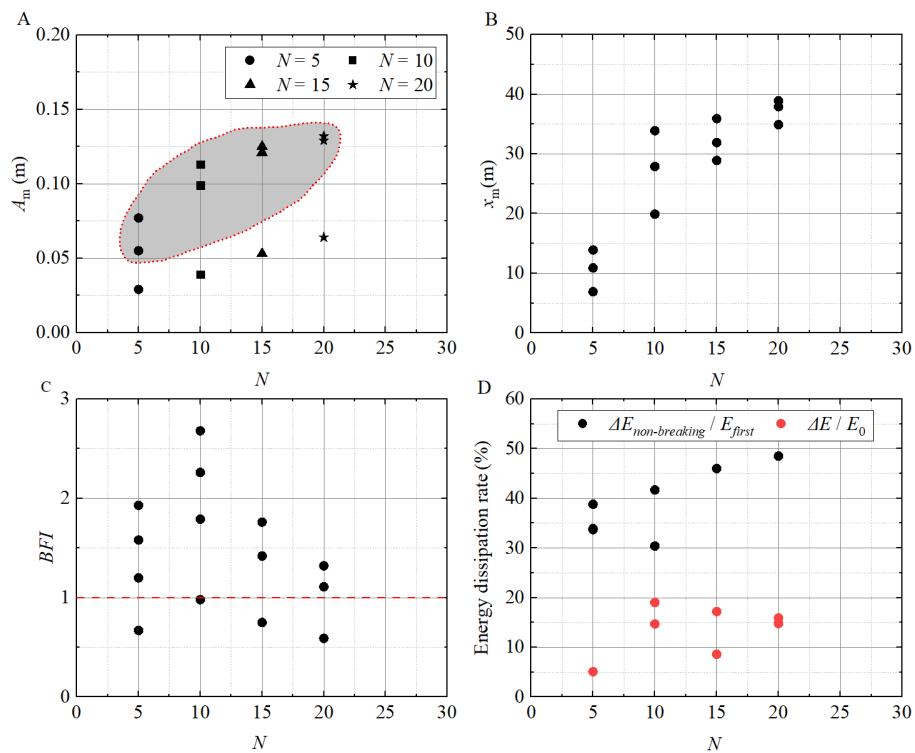 A
A_m (m)
0.20
0.15
0.10
0.05
0.00
N = 5 N = 10
N = 15 N = 20
0 5 10 15 20 25 30
N
B
x_m(m)
50
40
30
20
10
0
0 5 10 15 20 25 30
N
C
BFI
3
2
1
0
0 5 10 15 20 25 30
N
D
Energy dissipation rate (%)
60
50
40
30
20
10
0
ΔE_non-breaking / E_first ΔE / E_0
0 5 10 15 20 25 30
N